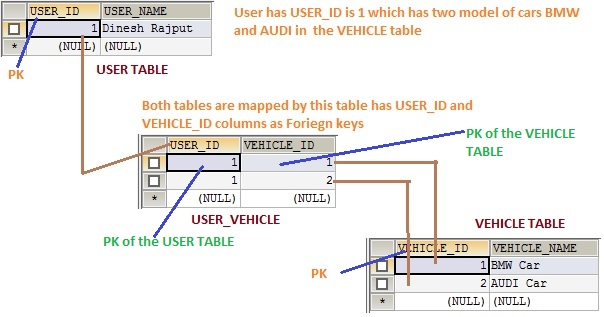 USER_ID USER_NAME
1 Dinesh Rajput
* (NULL) (NULL)
PK
USER TABLE
User has USER_ID is 1 which has two model of cars BMW
and AUDI in the VEHICLE table
Both tables are mapped by this table has USER_ID and
VEHICLE_ID columns as Foriegn keys
USER_ID VEHICLE_ID
1 1
1 2
* (NULL) (NULL)
USER_VEHICLE
PK of the USER TABLE
PK of the VEHICLE
TABLE
VEHICLE TABLE
VEHICLE_ID VEHICLE_NAME
1 BMW Car
2 AUDI Car
* (NULL) (NULL)
PK